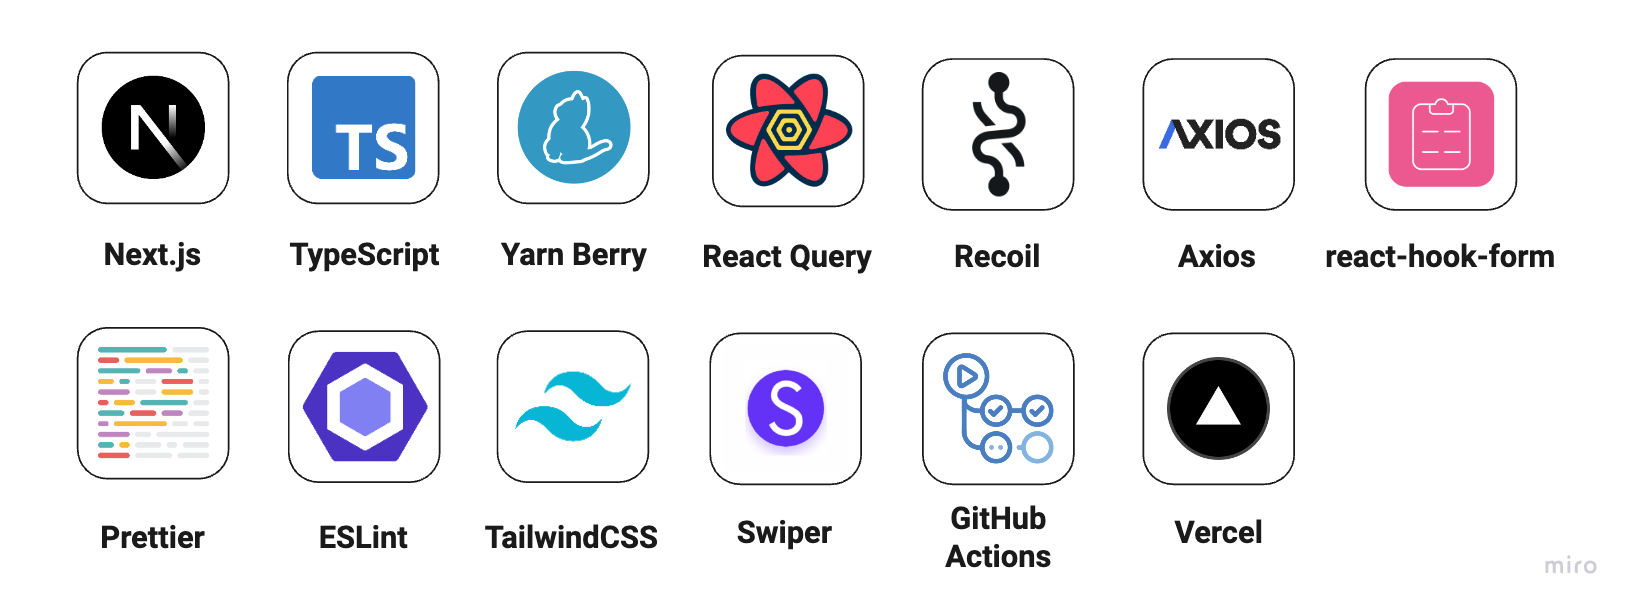 N
TS
AXIOS
Next.js
TypeScript
Yarn Berry
React Query
Recoil
Axios
react-hook-form
S
Prettier
ESLint
TailwindCSS
Swiper
GitHub
Actions
Vercel
miro